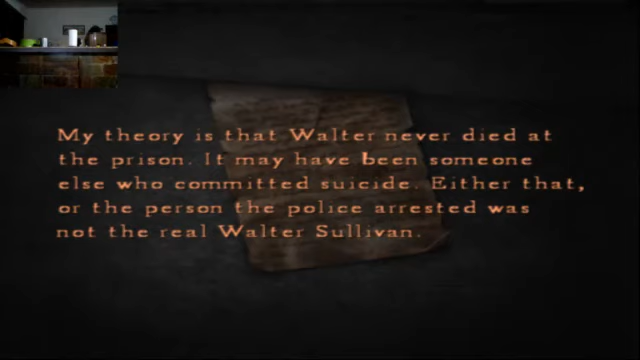 My theory is that Walter never died at
the prison. It may have been someone
else who committed suicide. Either that,
or the person the police arrested was
not the real Walter Sullivan.